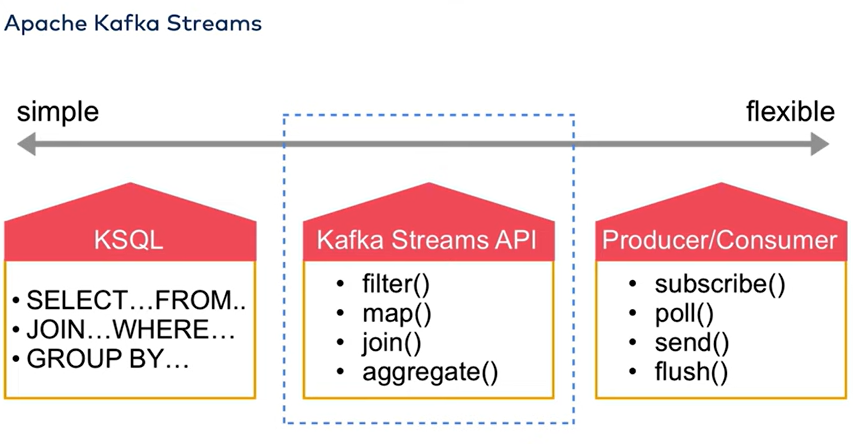 Apache Kafka Streams
simple
flexible
KSQL
• SELECT…FROM..
• JOIN…WHERE…
• GROUP BY…
Kafka Streams API
• filter()
• map()
• join()
• aggregate()
Producer/Consumer
• subscribe()
• poll()
• send()
• flush()